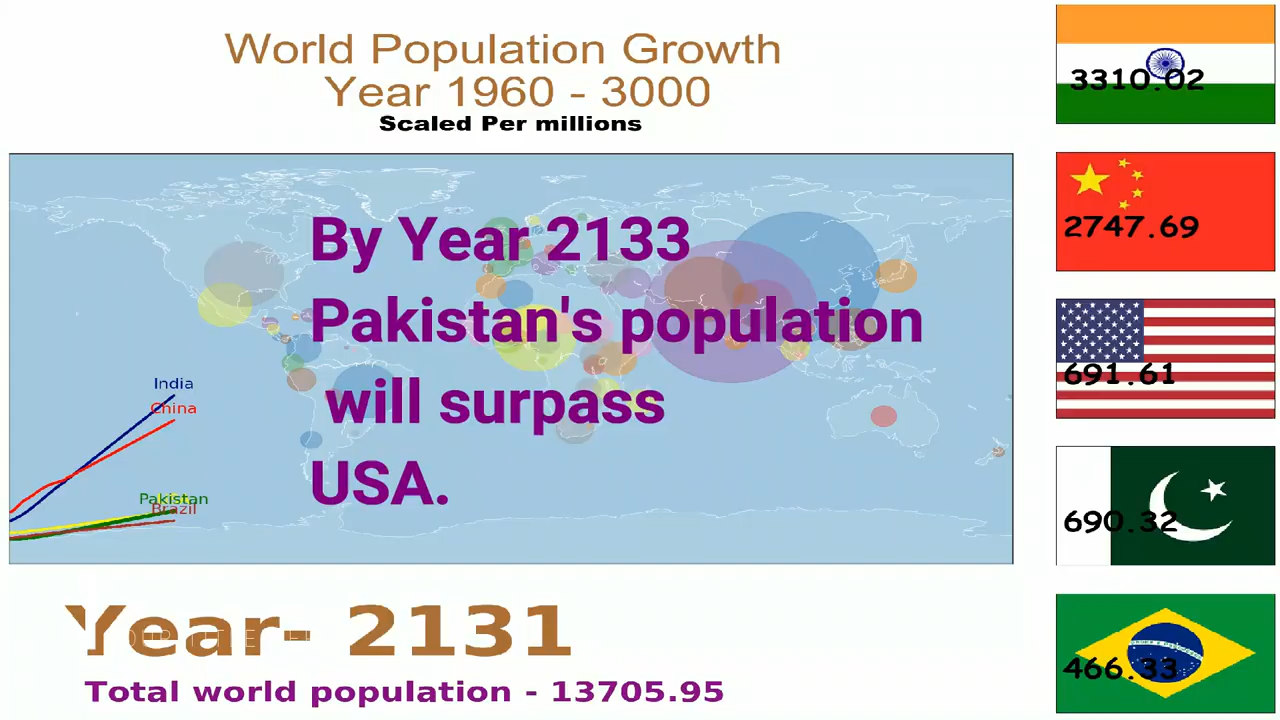 World Population Growth
Year 1960 - 3000
Scaled Per millions
By Year 2133
Pakistan's population
will surpass
USA.
India
China
Pakistan
Brazil
Year- 2131
Total world population - 13705.95
3310.02
2747.69
691.61
690.32
466.33